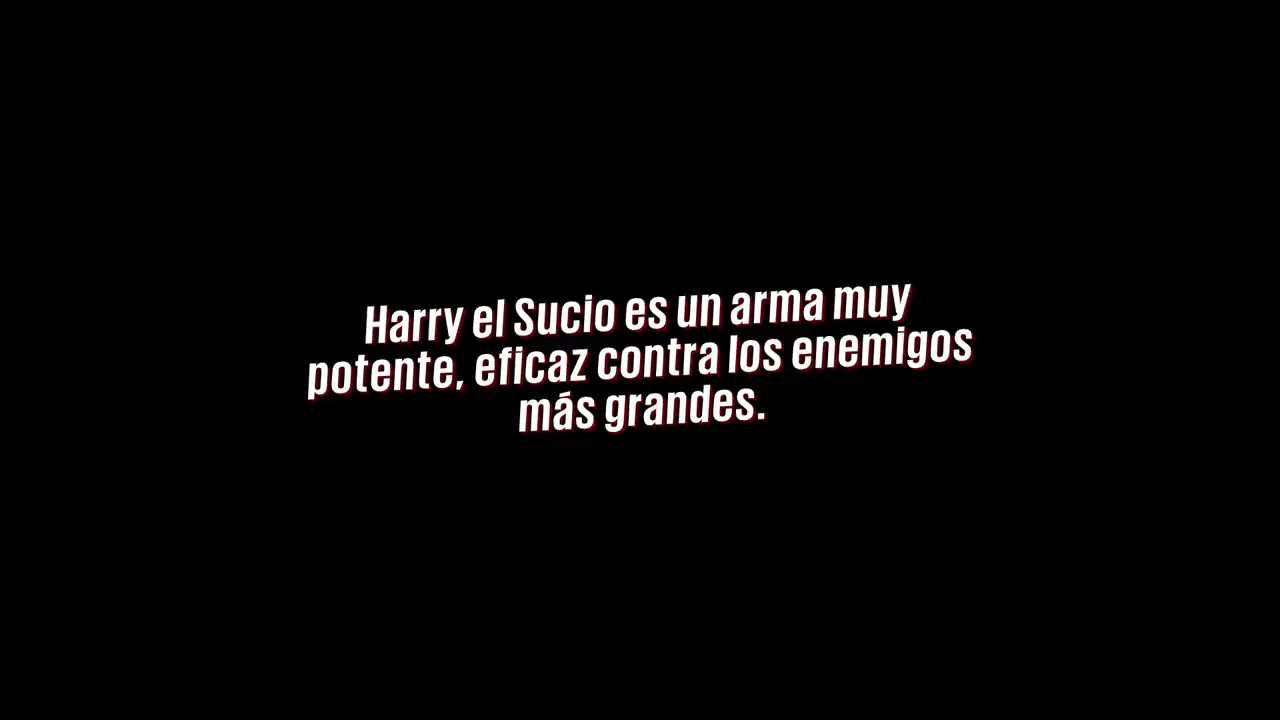 Harry el Sucio es un arma muy
potente, eficaz contra los enemigos
más grandes.